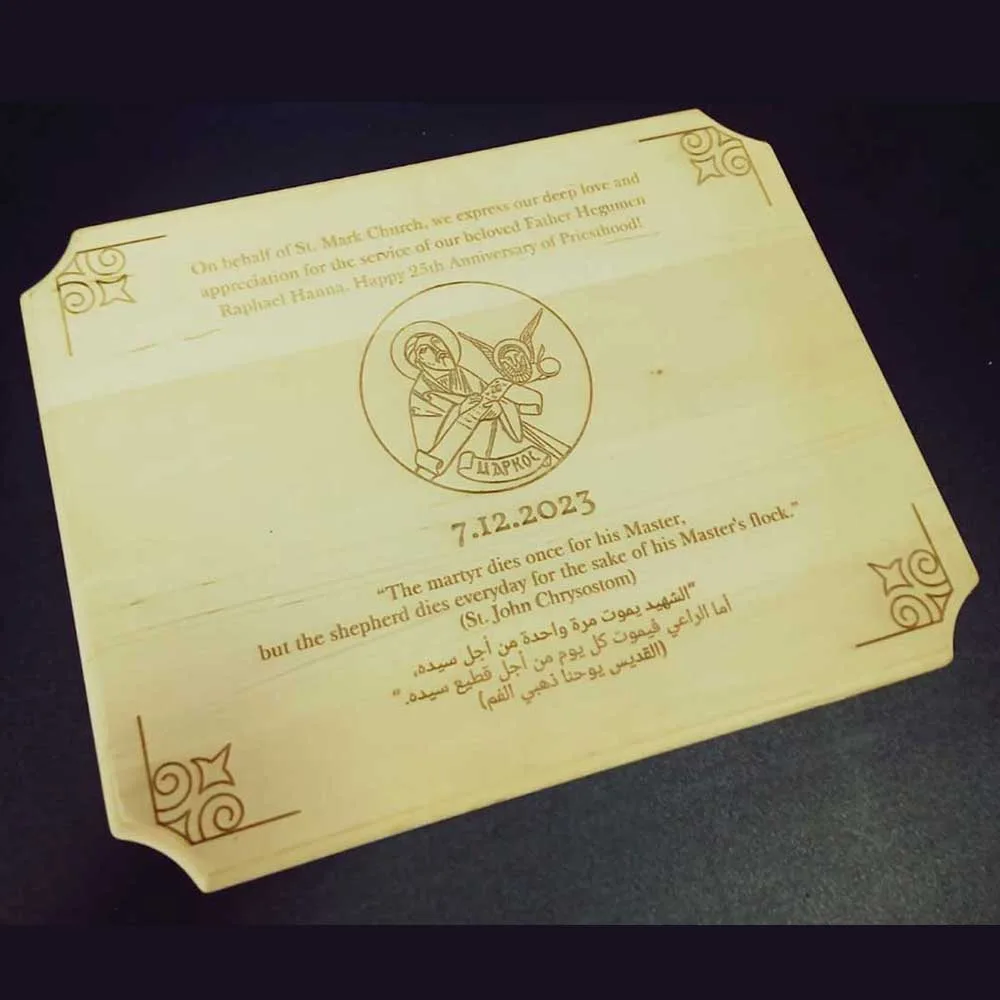 On behalf of St. Mark Church, we express our deep love and
appreciation for the service of our beloved Father Hegumen
Raphael Hanna. Happy 25th Anniversary of Priesthood!
ⲙⲁⲣⲕⲟⲥ
7.12.2023
“The martyr dies once for his Master,
but the shepherd dies everyday for the sake of his Master's flock.”
(St. John Chrysostom)
"الشهيد يموت مرة واحدة من أجل سيده،
أما الراعي فيموت كل يوم من أجل قطيع سيده."
(القديس يوحنا ذهبي الفم)